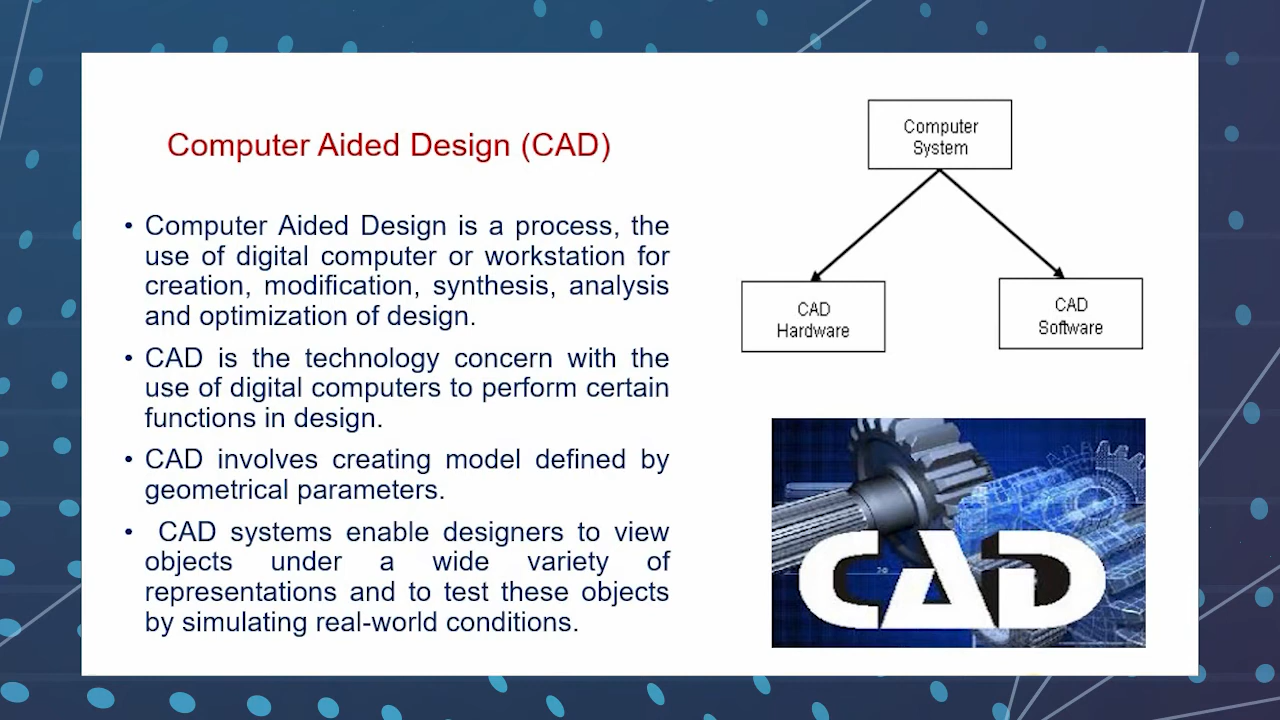 Computer Aided Design (CAD)
• Computer Aided Design is a process, the
use of digital computer or workstation for
creation, modification, synthesis, analysis
and optimization of design.
• CAD is the technology concern with the
use of digital computers to perform certain
functions in design.
• CAD involves creating model defined by
geometrical parameters.
• CAD systems enable designers to view
objects under a wide variety of
representations and to test these objects
by simulating real-world conditions.
Computer
System
CAD
Hardware
CAD
Software
CAD